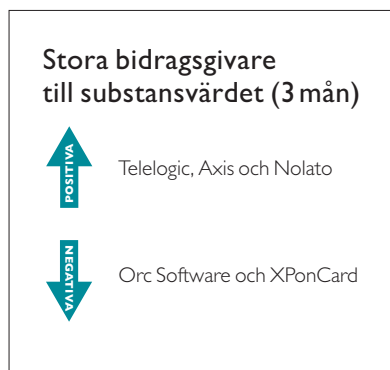 Stora bidragsgivare
till substansvärdet (3 mån)
POSITIVA
Telelogic, Axis och Nolato
NEGATIVA
Orc Software och XPonCard